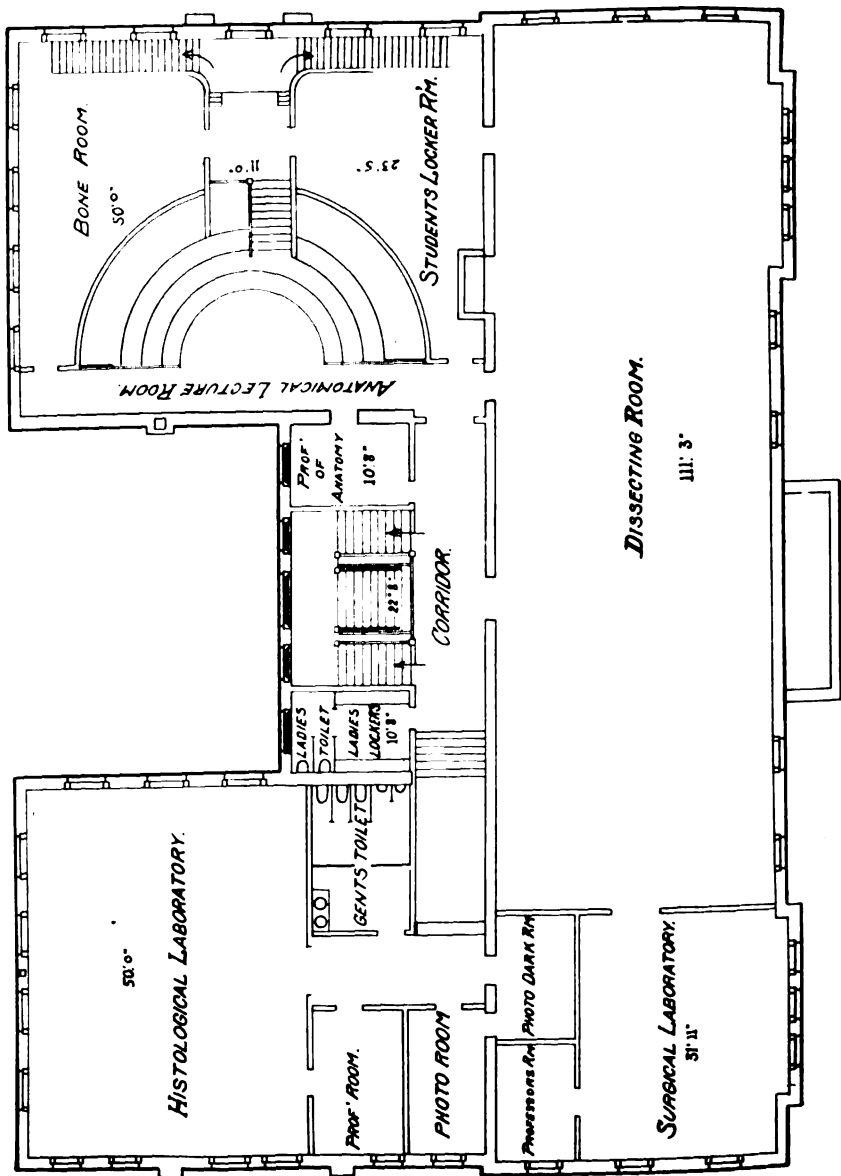 BONE ROOM.
50'0"
11'0"
23'5"
STUDENTS LOCKER R'M.
ANATOMICAL LECTURE ROOM.
PROF'
OF
ANATOMY
10'8"
22'8"
CORRIDOR.
DISSECTING ROOM.
111' 3"
LADIES
TOILET
LADIES
LOCKERS
10'8"
GENTS TOILET
HISTOLOGICAL LABORATORY.
50'0"
PROF' ROOM.
PHOTO ROOM
PHOTO DARK RM.
PROFESSORS RM.
SURGICAL LABORATORY.
31' 11"